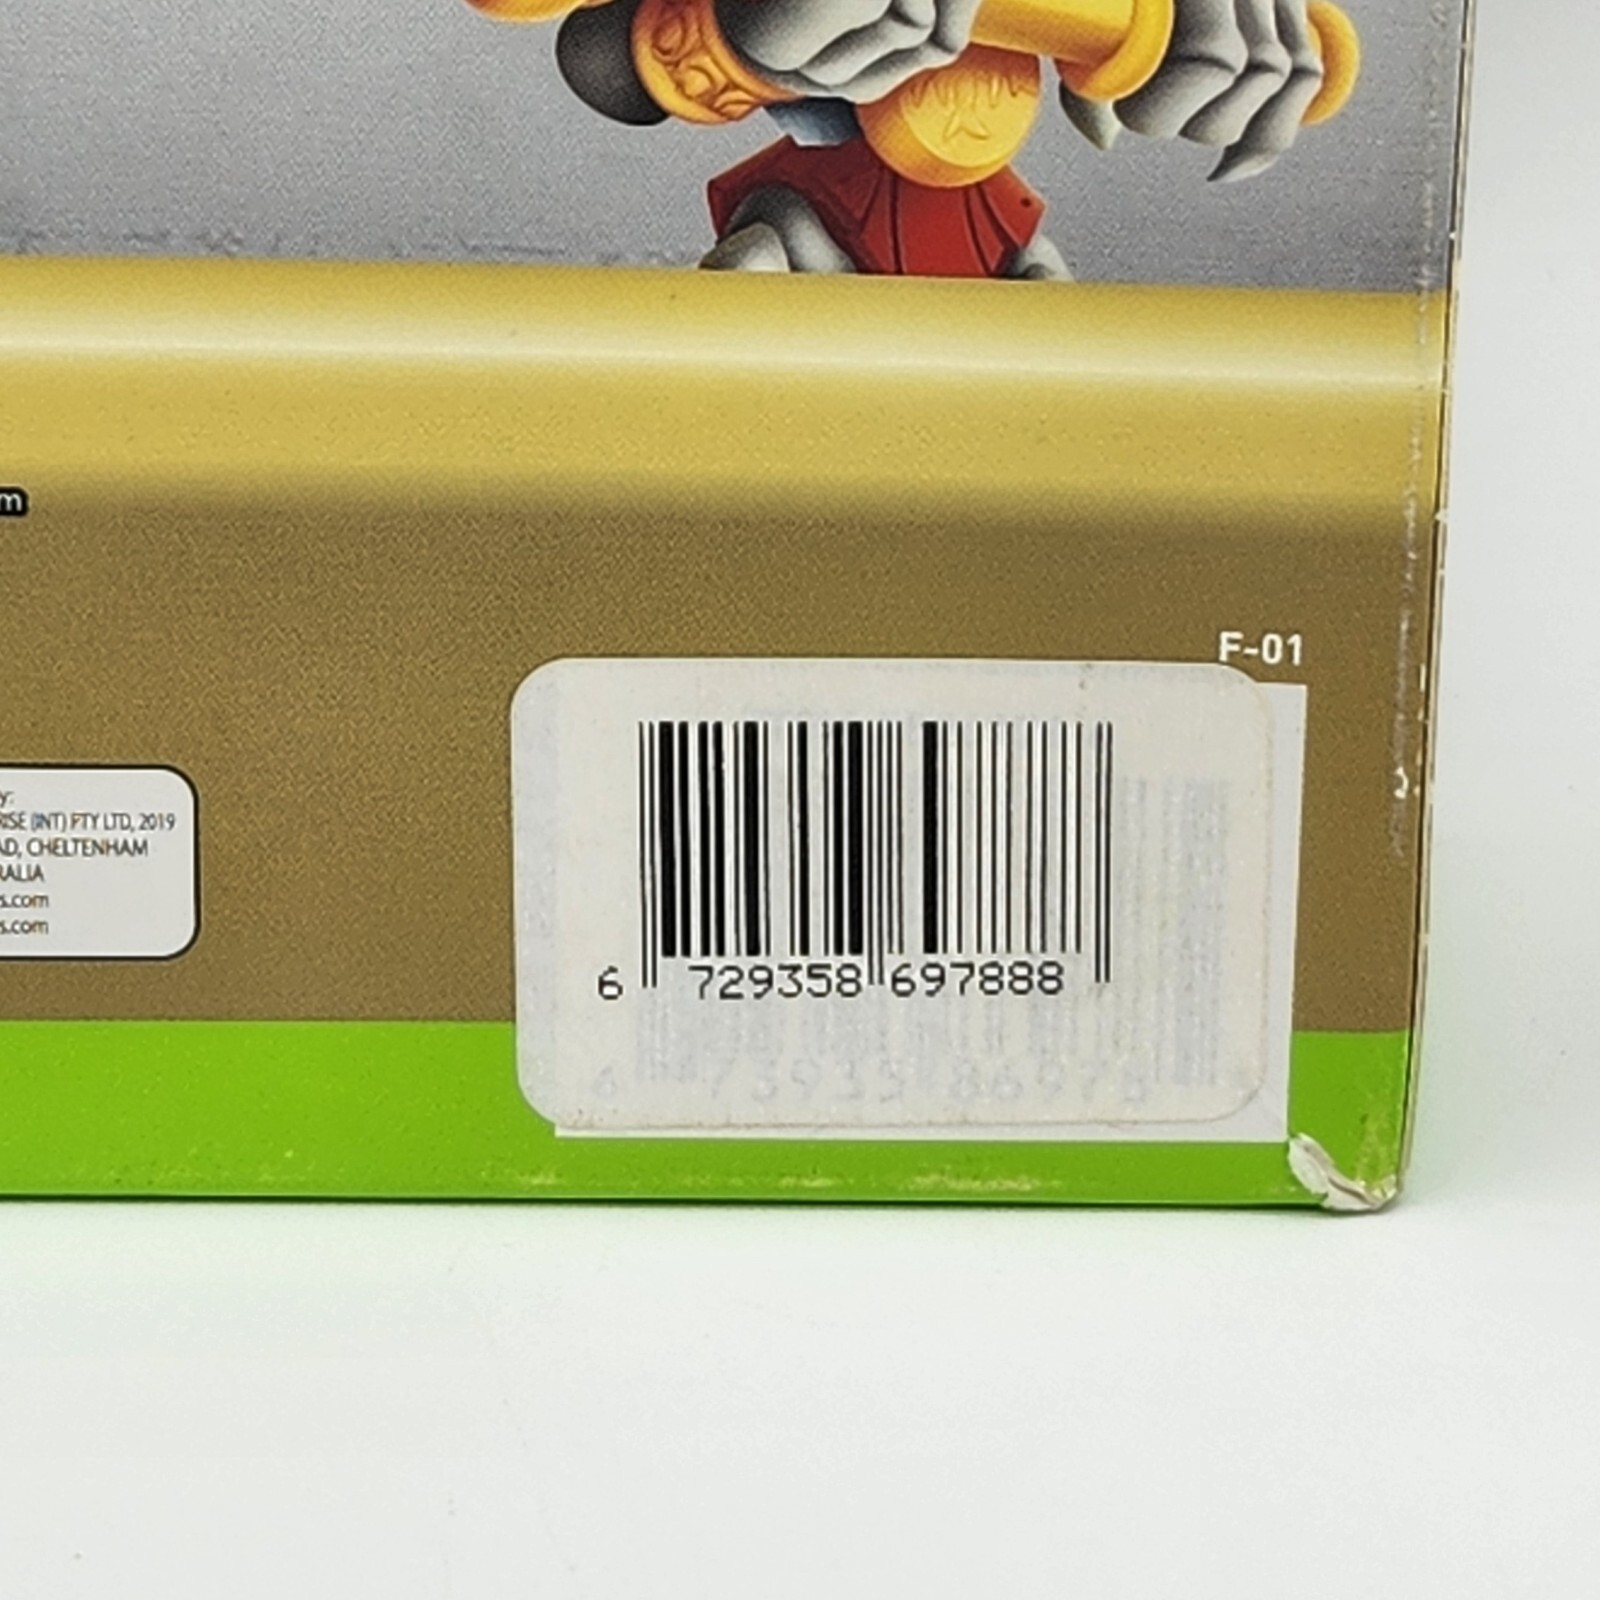 m
F-01
y:
RISE (INT) PTY LTD, 2019
AD, CHELTENHAM
RALIA
s.com
s.com
6 729358 697888